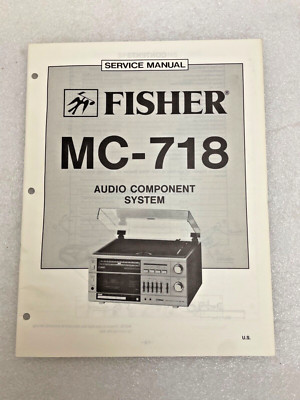 SERVICE MANUAL
FISHER®
MC-718
AUDIO COMPONENT
SYSTEM
U.S.